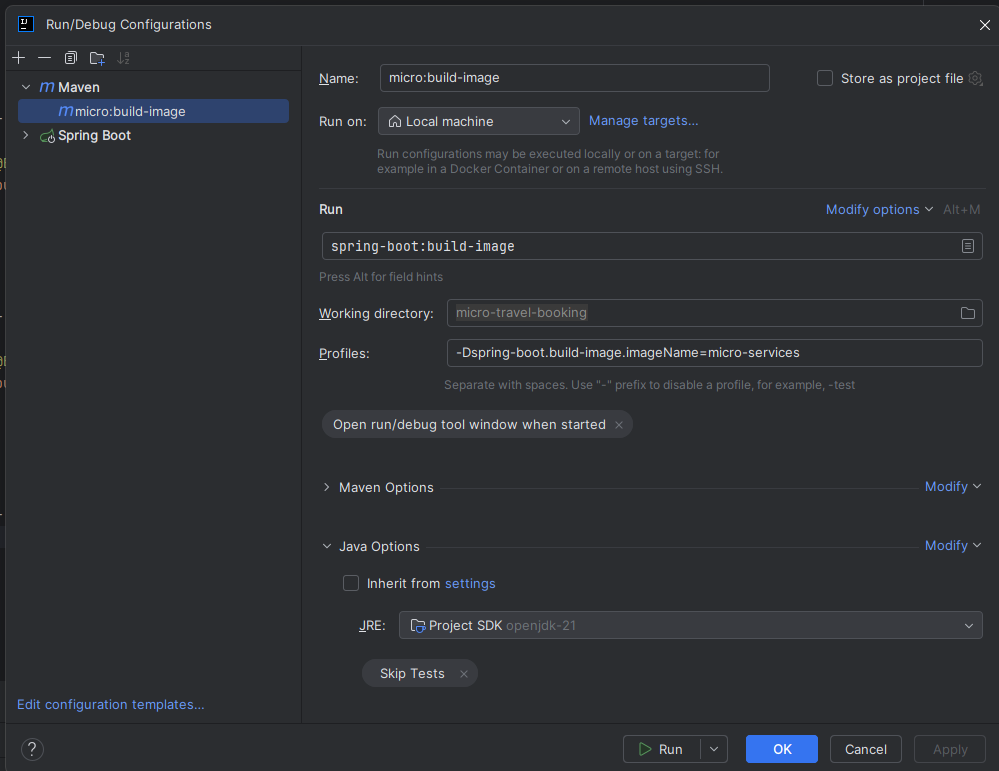 Run/Debug Configurations
Maven
micro:build-image
Spring Boot
Edit configuration templates...
Name: micro:build-image
Store as project file
Run on: Local machine Manage targets...
Run configurations may be executed locally or on a target: for
example in a Docker Container or on a remote host using SSH.
Run Modify options Alt+M
spring-boot:build-image
Press Alt for field hints
Working directory: micro-travel-booking
Profiles: -Dspring-boot.build-image.imageName=micro-services
Separate with spaces. Use "-" prefix to disable a profile, for example, -test
Open run/debug tool window when started
Maven Options Modify
Java Options Modify
Inherit from settings
JRE: Project SDK openjdk-21
Skip Tests
? Run OK Cancel Apply